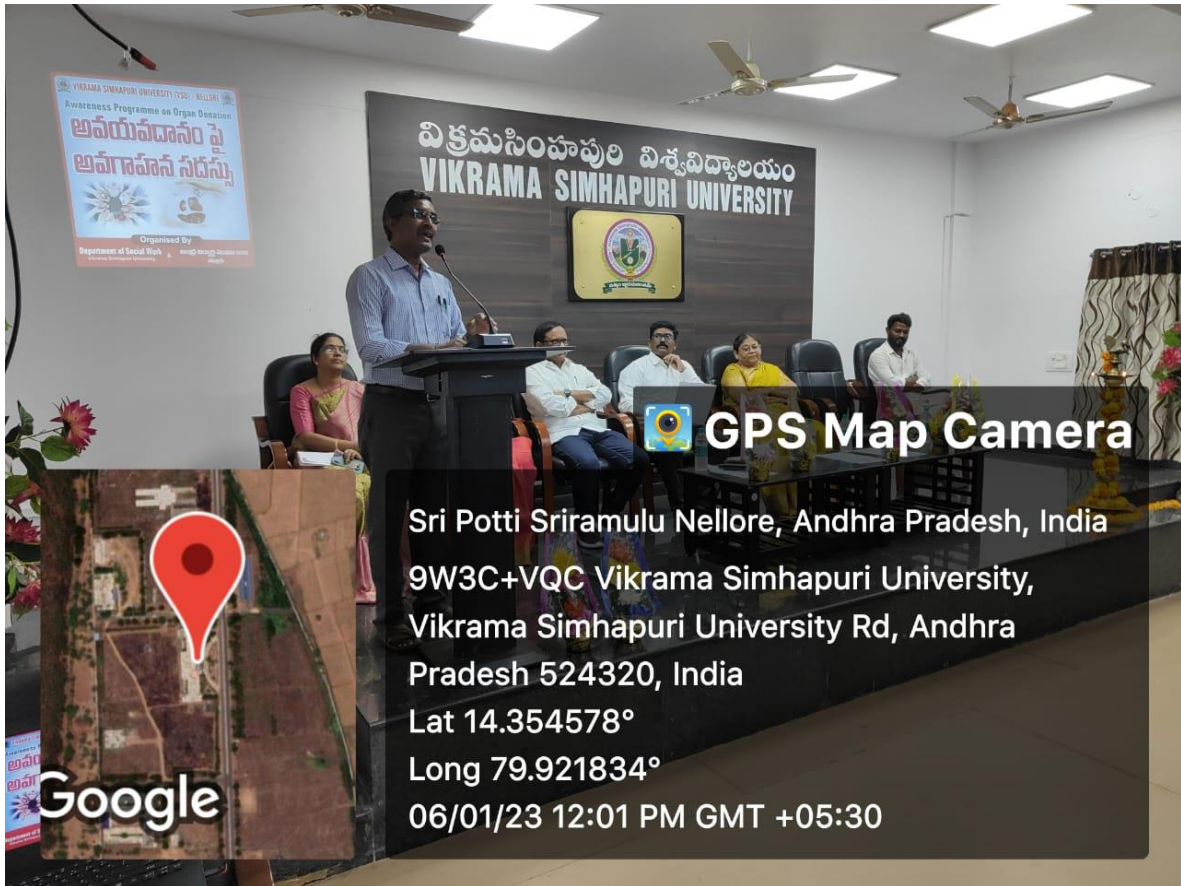 VIKRAMA SIMHAPURI UNIVERSITY (VSU) - NELLORE
Awareness Programme on Organ Donation
అవయవదానం పై
అవగాహన సదస్సు
Organised By
Department of Social Work &
Vikrama Simhapuri University
విక్రమసింహపురి విశ్వవిద్యాలయం
VIKRAMA SIMHAPURI UNIVERSITY
GPS Map Camera
Sri Potti Sriramulu Nellore, Andhra Pradesh, India
9W3C+VQC Vikrama Simhapuri University,
Vikrama Simhapuri University Rd, Andhra
Pradesh 524320, India
Lat 14.354578°
Long 79.921834°
06/01/23 12:01 PM GMT +05:30
Google